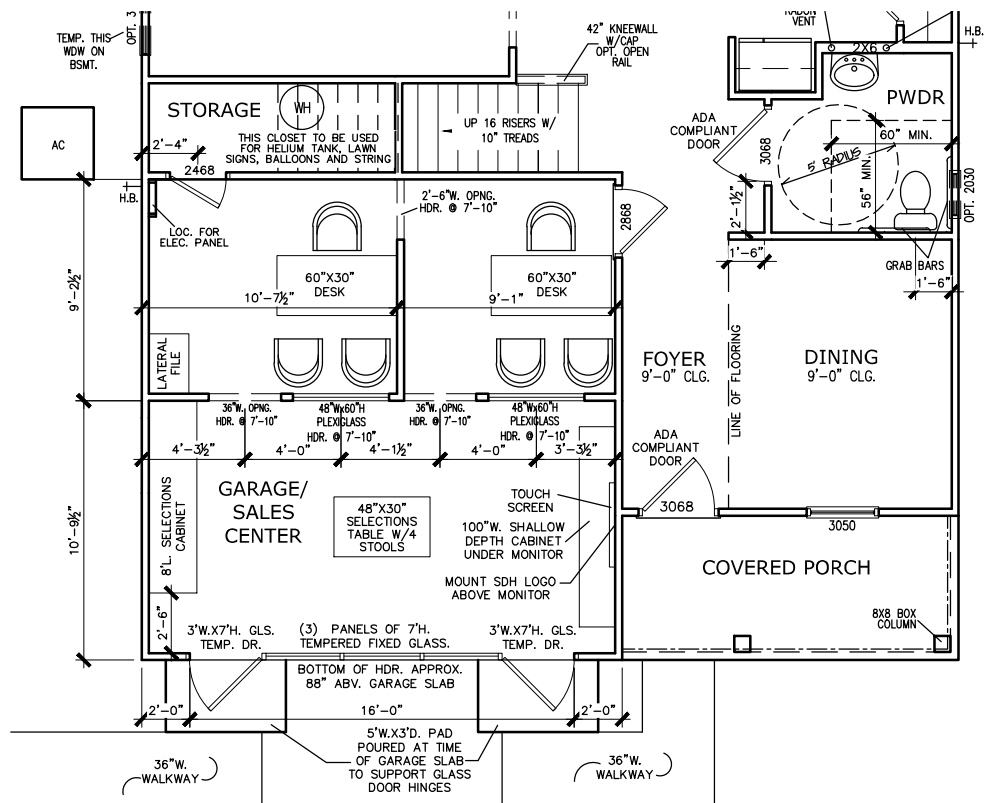 TEMP. THIS
WDW ON
BSMT.
OPT. 3
42" KNEEWALL
W/CAP
OPT. OPEN
RAIL
RADON
VENT
2X6
H.B.
STORAGE
WH
THIS CLOSET TO BE USED
FOR HELIUM TANK, LAWN
SIGNS, BALLOONS AND STRING
UP 16 RISERS W/
10" TREADS
PWDR
ADA
COMPLIANT
DOOR
60" MIN.
3068
5' RADIUS
56" MIN.
OPT. 2030
AC
2'-4"
2468
H.B.
LOC. FOR
ELEC. PANEL
2'-6"W. OPNG.
HDR. @ 7'-10"
2868
2'-1½"
1'-6"
GRAB BARS
1'-6"
9'-2½"
60"X30"
DESK
60"X30"
DESK
10'-7½"
9'-1"
LATERAL
FILE
FOYER
9'-0" CLG.
LINE OF FLOORING
DINING
9'-0" CLG.
36"W. OPNG.
HDR. @ 7'-10"
48"Wx60"H
PLEXIGLASS
HDR. @ 7'-10"
36"W. OPNG.
HDR. @ 7'-10"
48"Wx60"H
PLEXIGLASS
HDR. @ 7'-10"
4'-3½"
4'-0"
4'-1½"
4'-0"
3'-3½"
ADA
COMPLIANT
DOOR
3068
3050
10'-9½"
8'L. SELECTIONS
CABINET
GARAGE/
SALES
CENTER
48"X30"
SELECTIONS
TABLE W/4
STOOLS
TOUCH
SCREEN
100"W. SHALLOW
DEPTH CABINET
UNDER MONITOR
MOUNT SDH LOGO
ABOVE MONITOR
COVERED PORCH
8X8 BOX
COLUMN
2'-6"
3'W.X7'H. GLS.
TEMP. DR.
(3) PANELS OF 7'H.
TEMPERED FIXED GLASS.
3'W.X7'H. GLS.
TEMP. DR.
BOTTOM OF HDR. APPROX.
88" ABV. GARAGE SLAB
2'-0"
16'-0"
2'-0"
5'W.X3'D. PAD
POURED AT TIME
OF GARAGE SLAB
TO SUPPORT GLASS
DOOR HINGES
36"W.
WALKWAY
36"W.
WALKWAY